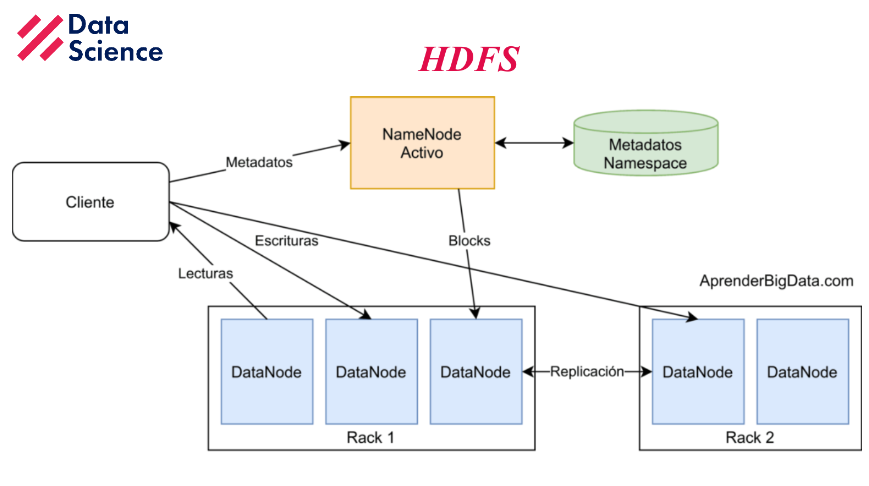 Data
Science
HDFS
NameNode
Activo
Metadatos
Namespace
Metadatos
Cliente
Escrituras
Blocks
Lecturas
AprenderBigData.com
DataNode
DataNode
DataNode
Replicación
DataNode
DataNode
Rack 1
Rack 2